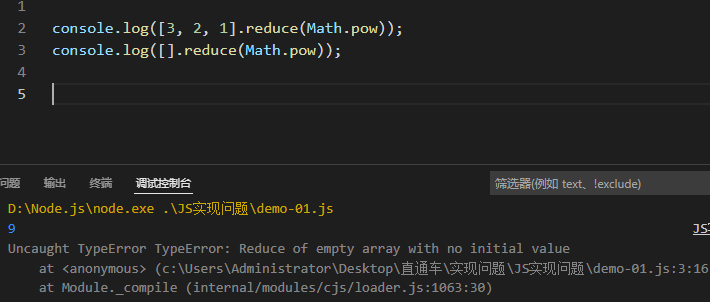 1
2 console.log([3, 2, 1].reduce(Math.pow));
3 console.log([].reduce(Math.pow));
4
5
问题 输出 终端 调试控制台 筛选器(例如 text、!exclude)
D:\Node.js\node.exe .\JS实现问题\demo-01.js
9 JS
Uncaught TypeError TypeError: Reduce of empty array with no initial value
at <anonymous> (c:\Users\Administrator\Desktop\直通车\实现问题\JS实现问题\demo-01.js:3:16
at Module._compile (internal/modules/cjs/loader.js:1063:30)